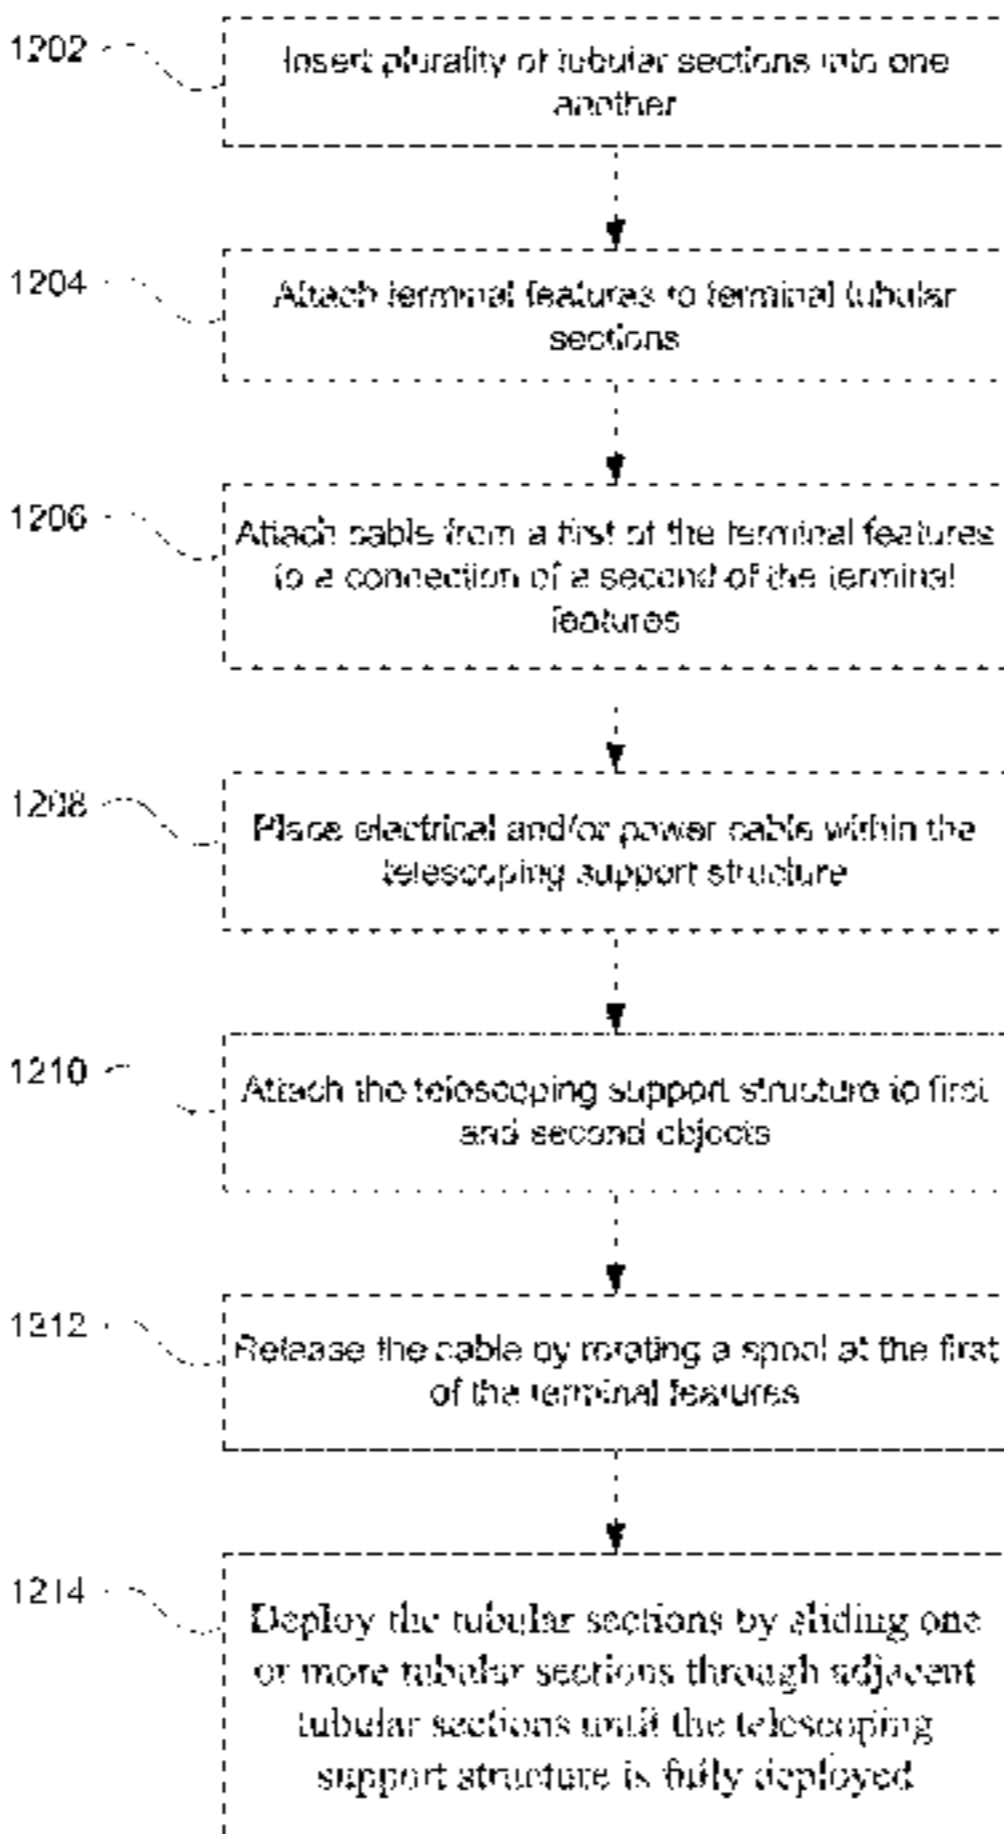 1202
Insert plurality of tubular sections into one
another
1204
Attach terminal features to terminal tubular
sections
1206
Attach cable from a first of the terminal features
to a connection of a second of the terminal
features
1208
Place electrical and/or power cable within the
telescoping support structure
1210
Attach the telescoping support structure to first
and second objects
1212
Release the cable by rotating a spool at the first
of the terminal features
1214
Deploy the tubular sections by sliding one
or more tubular sections through adjacent
tubular sections until the telescoping
support structure is fully deployed